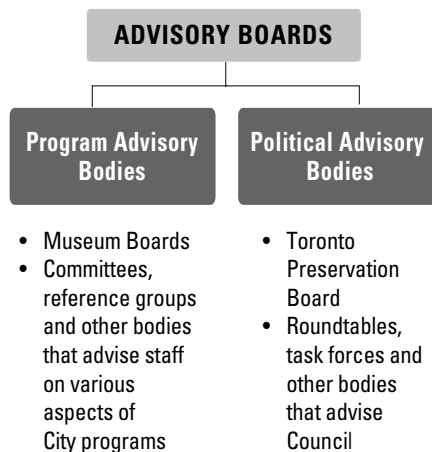 ADVISORY BOARDS
Program Advisory
Bodies
• Museum Boards
• Committees,
reference groups
and other bodies
that advise staff
on various
aspects of
City programs
Political Advisory
Bodies
• Toronto
Preservation
Board
• Roundtables,
task forces and
other bodies
that advise
Council